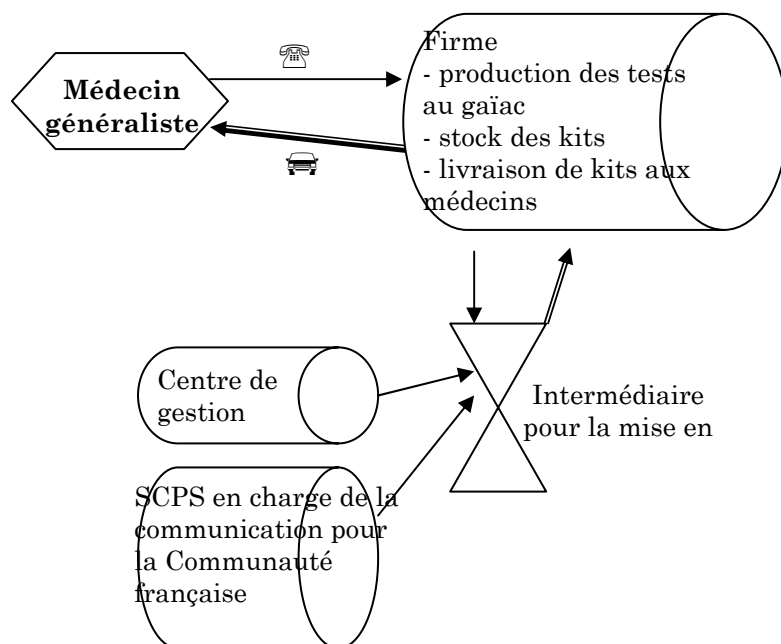 Médecin
généraliste
Firme
- production des tests
au gaïac
- stock des kits
- livraison de kits aux
médecins
Centre de
gestion
Intermédiaire
pour la mise en
SCPS en charge de la
communication pour
la Communauté
française